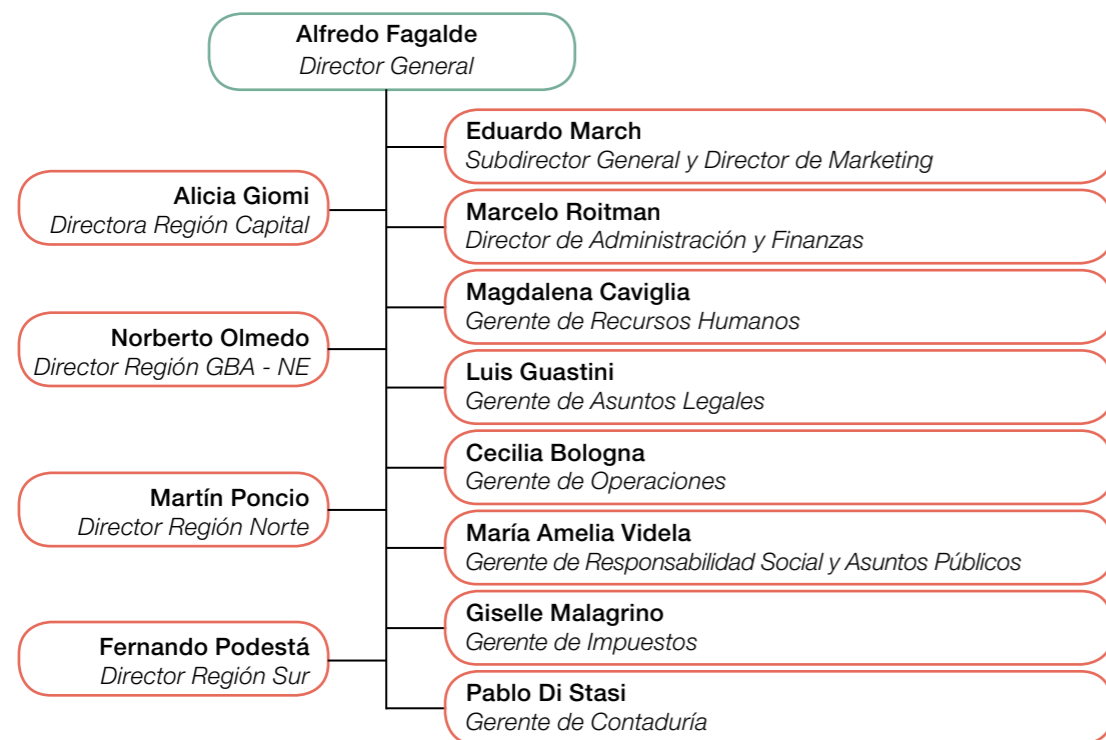 Alfredo Fagalde
Director General
Eduardo March
Subdirector General y Director de Marketing
Alicia Giomi
Directora Región Capital
Marcelo Roitman
Director de Administración y Finanzas
Magdalena Caviglia
Gerente de Recursos Humanos
Norberto Olmedo
Director Región GBA - NE
Luis Guastini
Gerente de Asuntos Legales
Cecilia Bologna
Gerente de Operaciones
Martín Poncio
Director Región Norte
María Amelia Videla
Gerente de Responsabilidad Social y Asuntos Públicos
Giselle Malagrino
Gerente de Impuestos
Fernando Podestá
Director Región Sur
Pablo Di Stasi
Gerente de Contaduría